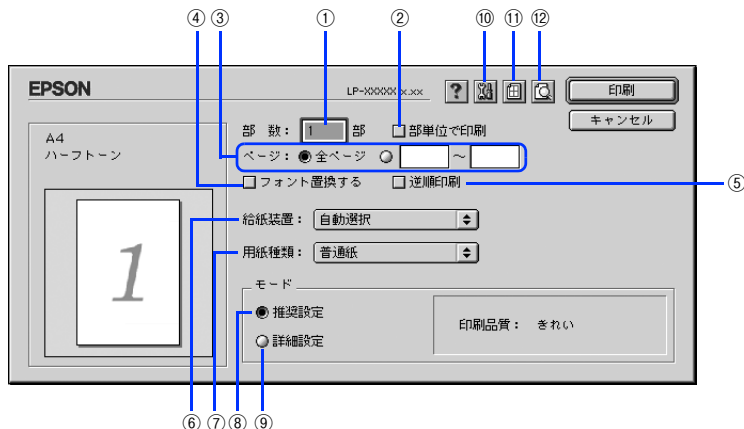 ④ ③ ① ② ⑩ ⑪ ⑫
EPSON
LP-XXXXX x.xx
?
印刷
キャンセル
A4
ハーフトーン
部 数: 1 部 部単位で印刷
ページ: 全ページ ~
フォント置換する 逆順印刷
⑤
給紙装置: 自動選択
用紙種類: 普通紙
1
モード
推奨設定
詳細設定
印刷品質: きれい
⑥ ⑦ ⑧ ⑨